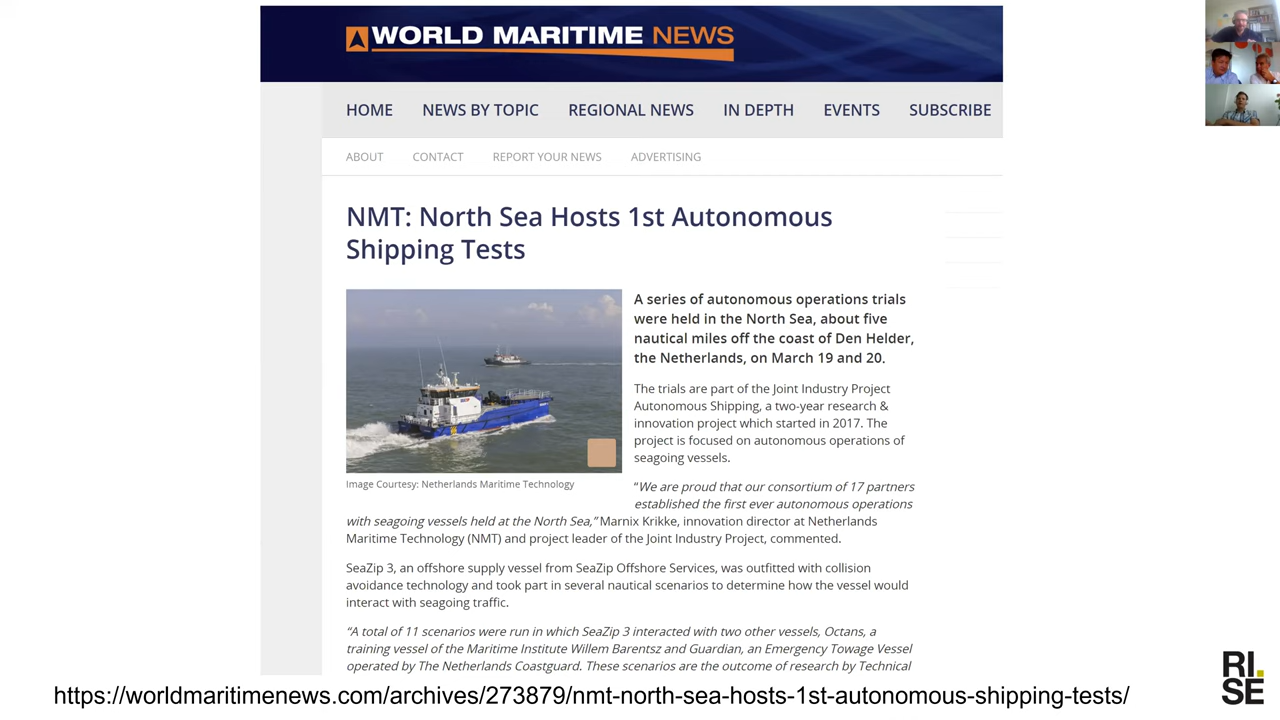 WORLD MARITIME NEWS
HOME NEWS BY TOPIC REGIONAL NEWS IN DEPTH EVENTS SUBSCRIBE
ABOUT CONTACT REPORT YOUR NEWS ADVERTISING
NMT: North Sea Hosts 1st Autonomous
Shipping Tests
A series of autonomous operations trials
were held in the North Sea, about five
nautical miles off the coast of Den Helder,
the Netherlands, on March 19 and 20.
The trials are part of the Joint Industry Project
Autonomous Shipping, a two-year research &
innovation project which started in 2017. The
project is focused on autonomous operations of
seagoing vessels.
Image Courtesy: Netherlands Maritime Technology
“We are proud that our consortium of 17 partners
established the first ever autonomous operations
with seagoing vessels held at the North Sea,” Marnix Krikke, innovation director at Netherlands
Maritime Technology (NMT) and project leader of the Joint Industry Project, commented.
SeaZip 3, an offshore supply vessel from SeaZip Offshore Services, was outfitted with collision
avoidance technology and took part in several nautical scenarios to determine how the vessel would
interact with seagoing traffic.
“A total of 11 scenarios were run in which SeaZip 3 interacted with two other vessels, Octans, a
training vessel of the Maritime Institute Willem Barentsz and Guardian, an Emergency Towage Vessel
operated by The Netherlands Coastguard. These scenarios are the outcome of research by Technical
https://worldmaritimenews.com/archives/273879/nmt-north-sea-hosts-1st-autonomous-shipping-tests/
RI.
SE